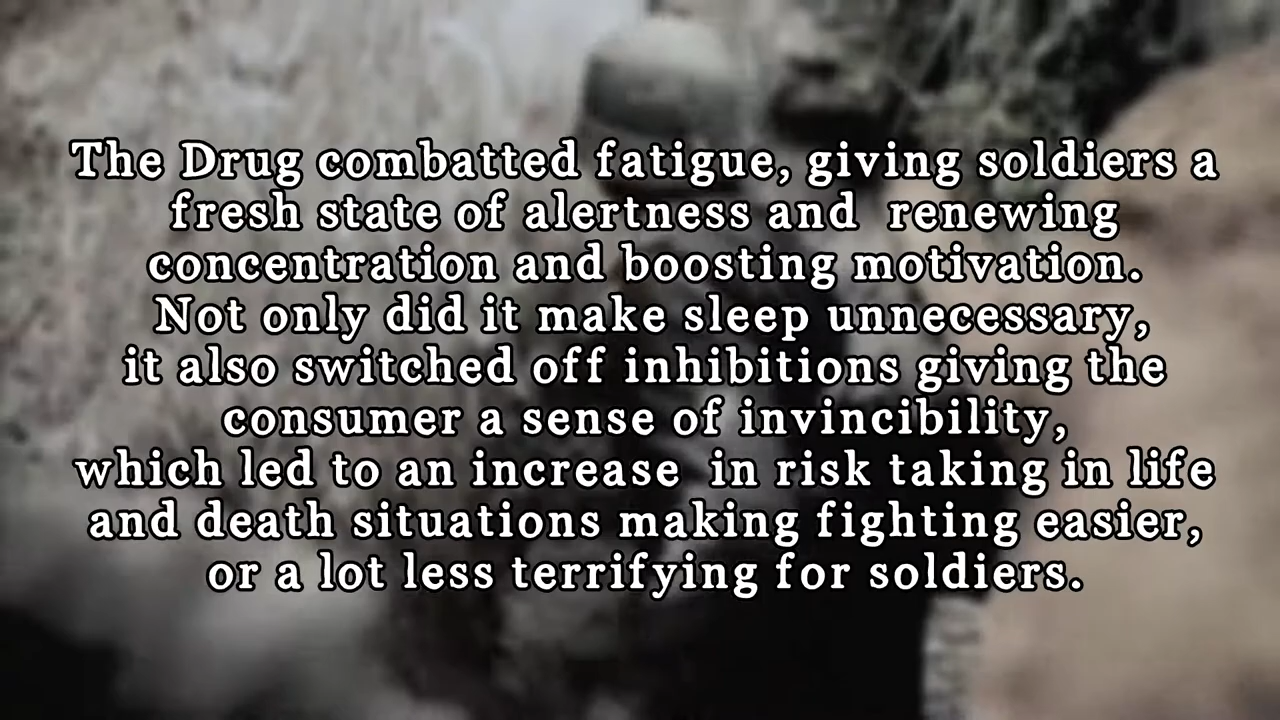 The Drug combatted fatigue, giving soldiers a
fresh state of alertness and renewing
concentration and boosting motivation.
Not only did it make sleep unnecessary,
it also switched off inhibitions giving the
consumer a sense of invincibility,
which led to an increase in risk taking in life
and death situations making fighting easier,
or a lot less terrifying for soldiers.